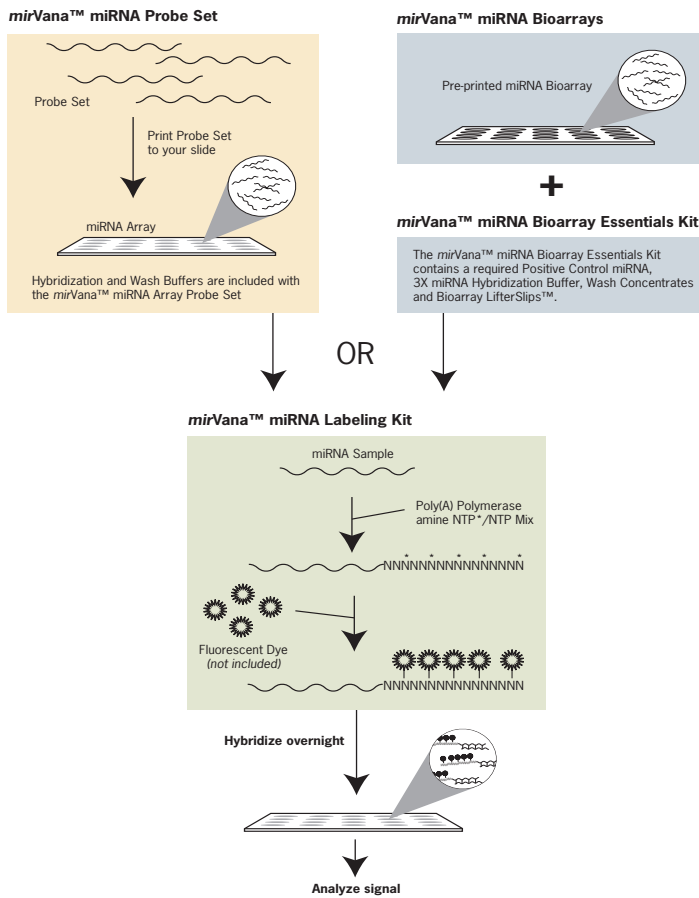 mirVana™ miRNA Probe Set
Probe Set
Print Probe Set
to your slide
miRNA Array
Hybridization and Wash Buffers are included with
the mirVana™ miRNA Array Probe Set
mirVana™ miRNA Bioarrays
Pre-printed miRNA Bioarray
+
mirVana™ miRNA Bioarray Essentials Kit
The mirVana™ miRNA Bioarray Essentials Kit
contains a required Positive Control miRNA,
3X miRNA Hybridization Buffer, Wash Concentrates
and Bioarray LifterSlips™.
OR
mirVana™ miRNA Labeling Kit
miRNA Sample
Poly(A) Polymerase
amine NTP*/NTP Mix
* * * * *
NNNNNNNNNNNNNNNN
Fluorescent Dye
(not included)
NNNNNNNNNNNNNNNN
Hybridize overnight
Analyze signal